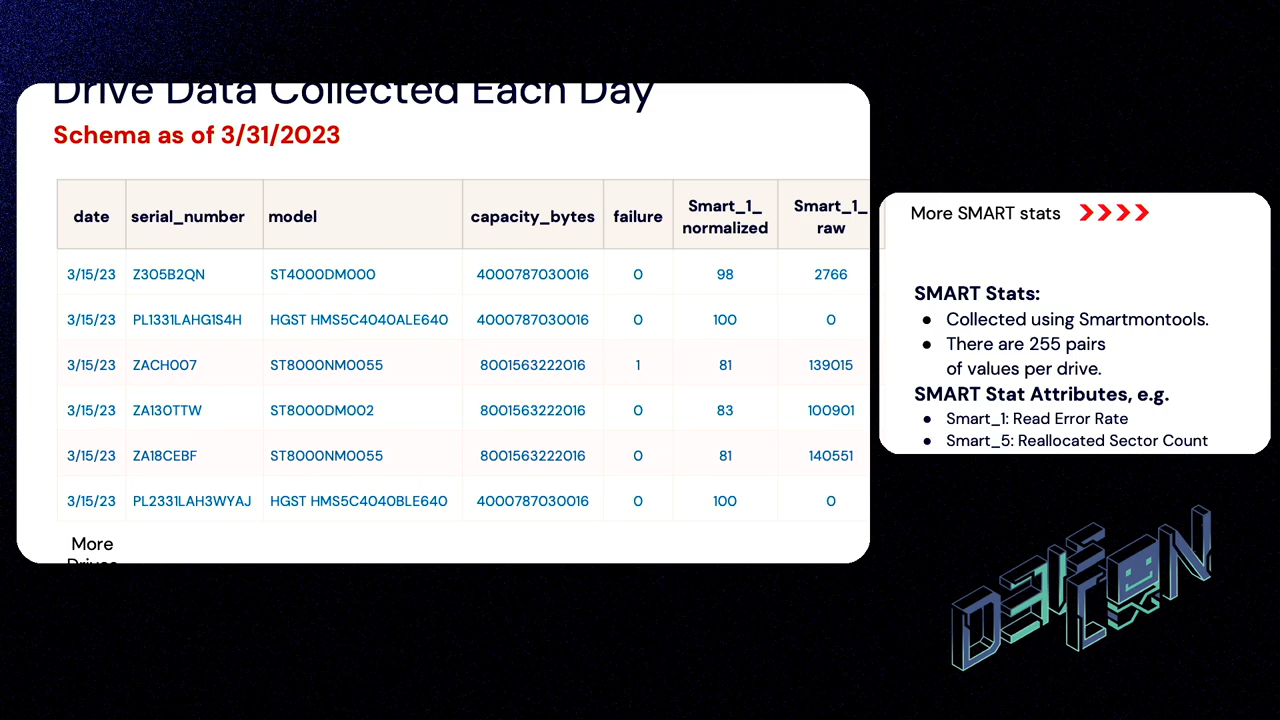 Drive Data Collected Each Day
Schema as of 3/31/2023
date serial_number model capacity_bytes failure Smart_1_ normalized Smart_1_ raw
3/15/23 Z305B2QN ST4000DM000 4000787030016 0 98 2766
3/15/23 PL1331LAHG1S4H HGST HMS5C4040ALE640 4000787030016 0 100 0
3/15/23 ZACH007 ST8000NM0055 8001563222016 1 81 139015
3/15/23 ZA130TTW ST8000DM002 8001563222016 0 83 100901
3/15/23 ZA18CEBF ST8000NM0055 8001563222016 0 81 140551
3/15/23 PL2331LAH3WYAJ HGST HMS5C4040BLE640 4000787030016 0 100 0
More
Drives
More SMART stats
SMART Stats:
● Collected using Smartmontools.
● There are 255 pairs
of values per drive.
SMART Stat Attributes, e.g.
● Smart_1: Read Error Rate
● Smart_5: Reallocated Sector Count
DEF
CON